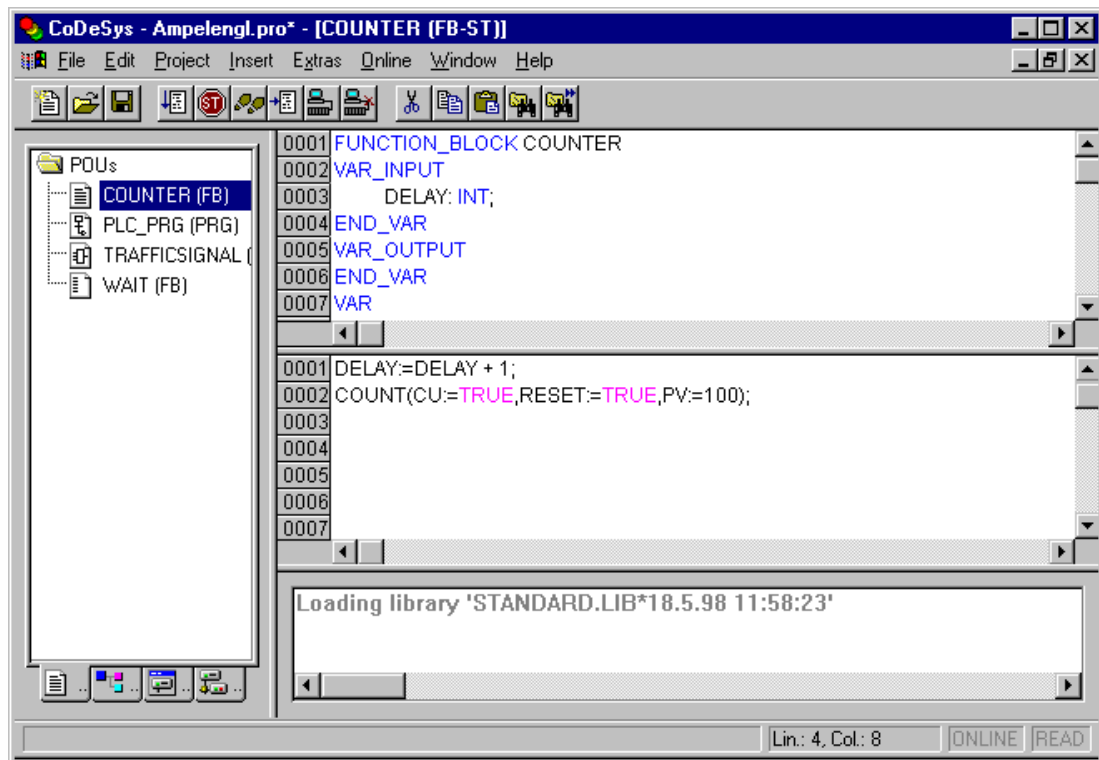 CoDeSys - Ampelengl.pro* - [COUNTER (FB-ST)]
File Edit Project Insert Extras Online Window Help
ST
POUs
COUNTER (FB)
PLC_PRG (PRG)
TRAFFICSIGNAL (
WAIT (FB)
0001 FUNCTION_BLOCK COUNTER
0002 VAR_INPUT
0003 DELAY: INT;
0004 END_VAR
0005 VAR_OUTPUT
0006 END_VAR
0007 VAR
0001 DELAY:=DELAY + 1;
0002 COUNT(CU:=TRUE,RESET:=TRUE,PV:=100);
0003
0004
0005
0006
0007
Loading library 'STANDARD.LIB*18.5.98 11:58:23'
.. .. .. ..
Lin.: 4, Col.: 8 ONLINE READ